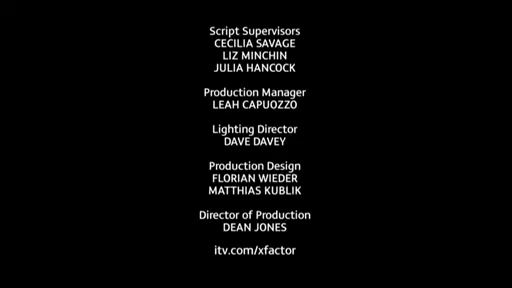 Script Supervisors
CECILIA SAVAGE
LIZ MINCHIN
JULIA HANCOCK
Production Manager
LEAH CAPUOZZO
Lighting Director
DAVE DAVEY
Production Design
FLORIAN WIEDER
MATTHIAS KUBLIK
Director of Production
DEAN JONES
itv.com/xfactor